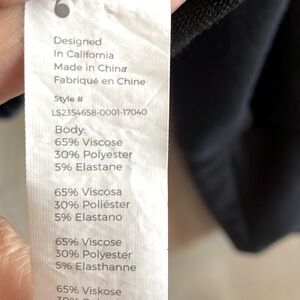 Designed
In California
Made in China
Fabriqué en Chine
Style #
LS2354658-0001-17040
Body:
65% Viscose
30% Polyester
5% Elastane
65% Viscosa
30% Poliéster
5% Elastano
65% Viscose
30% Polyester
5% Elasthanne
65% Viskose